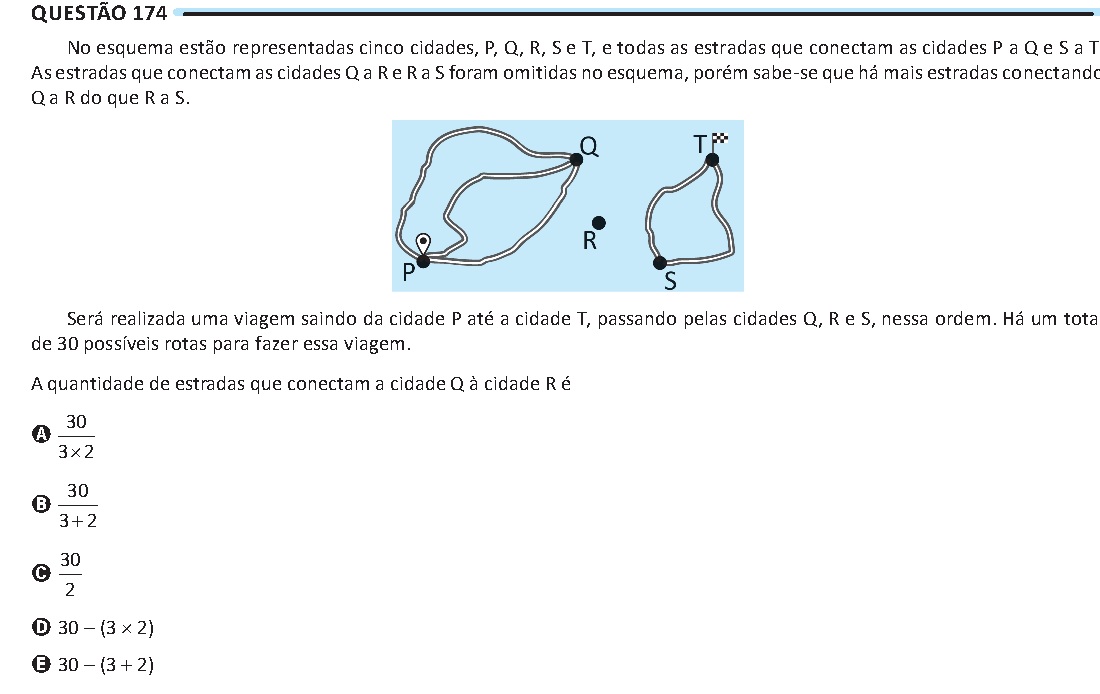 QUESTÃO 174
No esquema estão representadas cinco cidades, P, Q, R, S e T, e todas as estradas que conectam as cidades P a Q e S a T
As estradas que conectam as cidades Q a R e R a S foram omitidas no esquema, porém sabe-se que há mais estradas conectando
Q a R do que R a S.
Q
T
R
P
S
Será realizada uma viagem saindo da cidade P até a cidade T, passando pelas cidades Q, R e S, nessa ordem. Há um tota
de 30 possíveis rotas para fazer essa viagem.
A quantidade de estradas que conectam a cidade Q à cidade R é
A 30
3 × 2
B 30
3 + 2
C 30
2
D 30 – (3 × 2)
E 30 – (3 + 2)